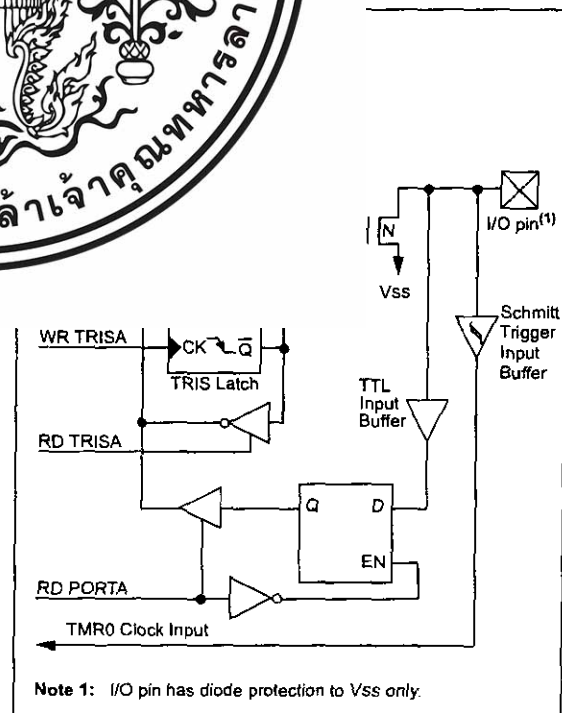 ล้าเจ้าคุณทหารลา
N
I/O pin(1)
Vss
WR TRISA
CK
Q̅
TRIS Latch
Schmitt
Trigger
Input
Buffer
TTL
Input
Buffer
RD TRISA
Q
D
EN
RD PORTA
TMR0 Clock Input
Note 1: I/O pin has diode protection to Vss only.